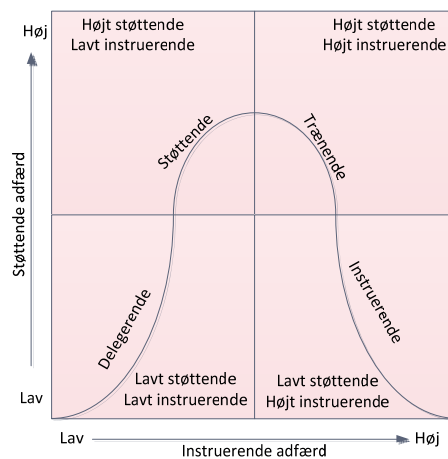 Høj
Højt støttende
Lavt instruerende
Højt støttende
Højt instruerende
Støttende
Trænende
Støttende adfærd
Delegerende
Instruerende
Lavt støttende
Lavt instruerende
Lavt støttende
Højt instruerende
Lav
Lav
Høj
Instruerende adfærd